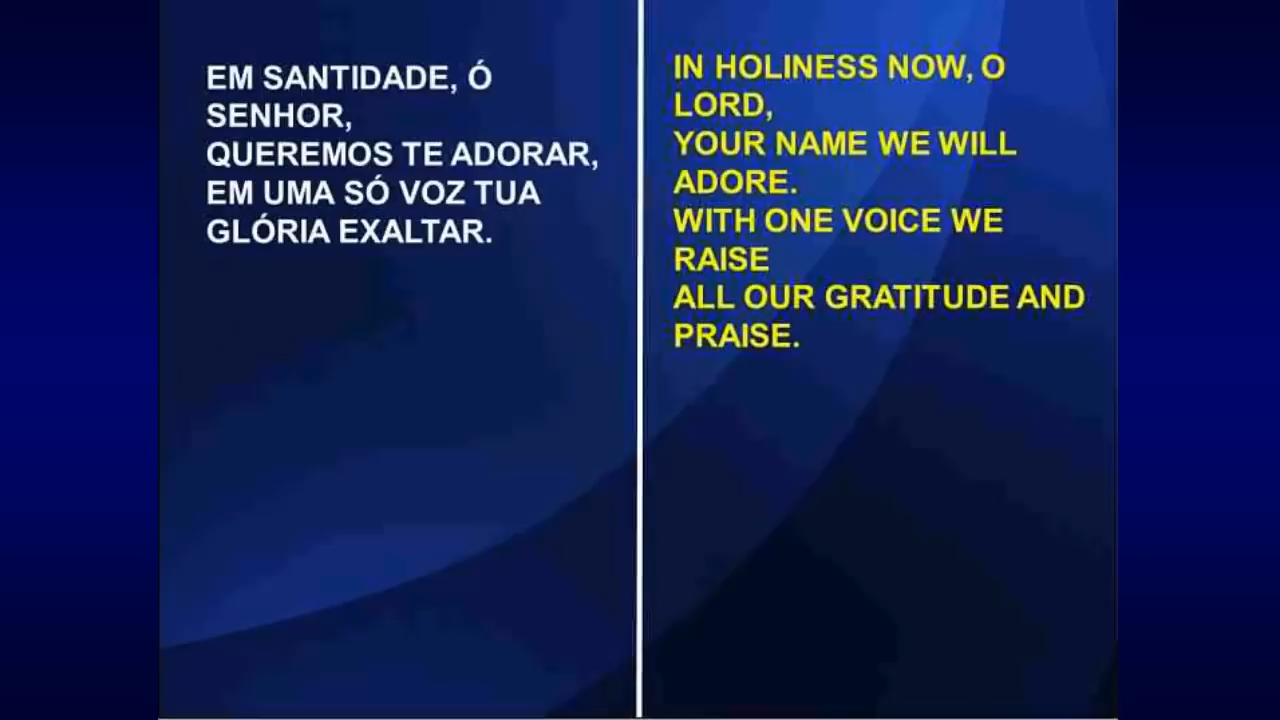 EM SANTIDADE, Ó
SENHOR,
QUEREMOS TE ADORAR,
EM UMA SÓ VOZ TUA
GLÓRIA EXALTAR.
IN HOLINESS NOW, O
LORD,
YOUR NAME WE WILL
ADORE.
WITH ONE VOICE WE
RAISE
ALL OUR GRATITUDE AND
PRAISE.